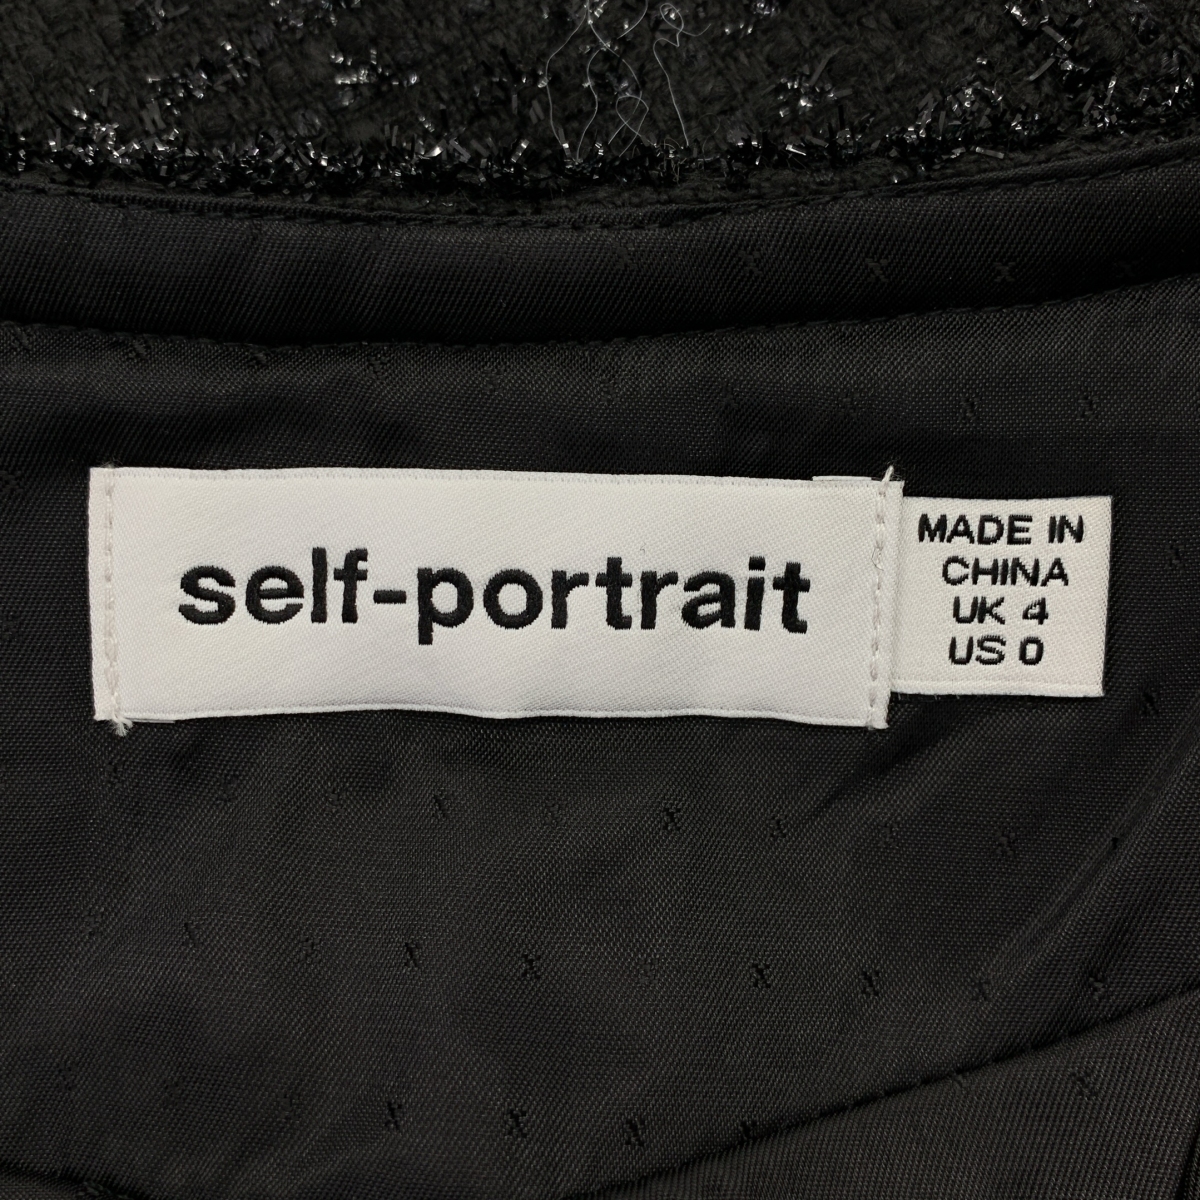 self-portrait
MADE IN
CHINA
UK 4
US 0